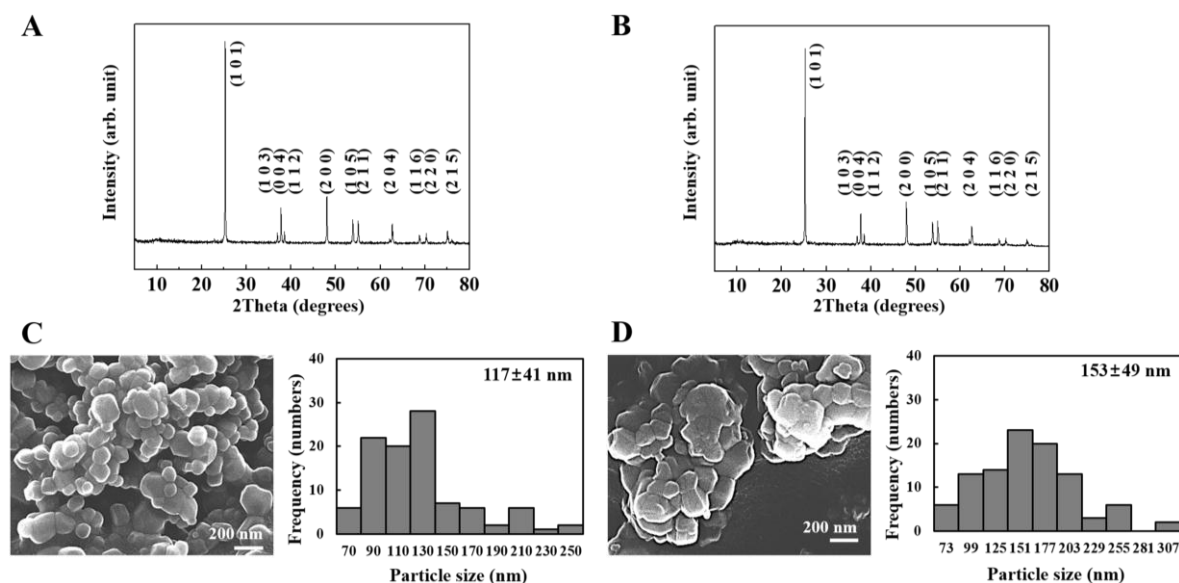 A
Intensity (arb. unit)
(1 0 1)
(1 0 3)
(0 0 4)
(1 1 2)
(2 0 0)
(1 0 5)
(2 1 1)
(2 0 4)
(1 1 6)
(2 2 0)
(2 1 5)
10 20 30 40 50 60 70 80
2Theta (degrees)
B
Intensity (arb. unit)
(1 0 1)
(1 0 3)
(0 0 4)
(1 1 2)
(2 0 0)
(1 0 5)
(2 1 1)
(2 0 4)
(1 1 6)
(2 2 0)
(2 1 5)
10 20 30 40 50 60 70 80
2Theta (degrees)
C
200 nm
Frequency (numbers)
40
30
20
10
0
117±41 nm
70 90 110 130 150 170 190 210 230 250
Particle size (nm)
D
200 nm
Frequency (numbers)
40
30
20
10
0
153±49 nm
73 99 125 151 177 203 229 255 281 307
Particle size (nm)